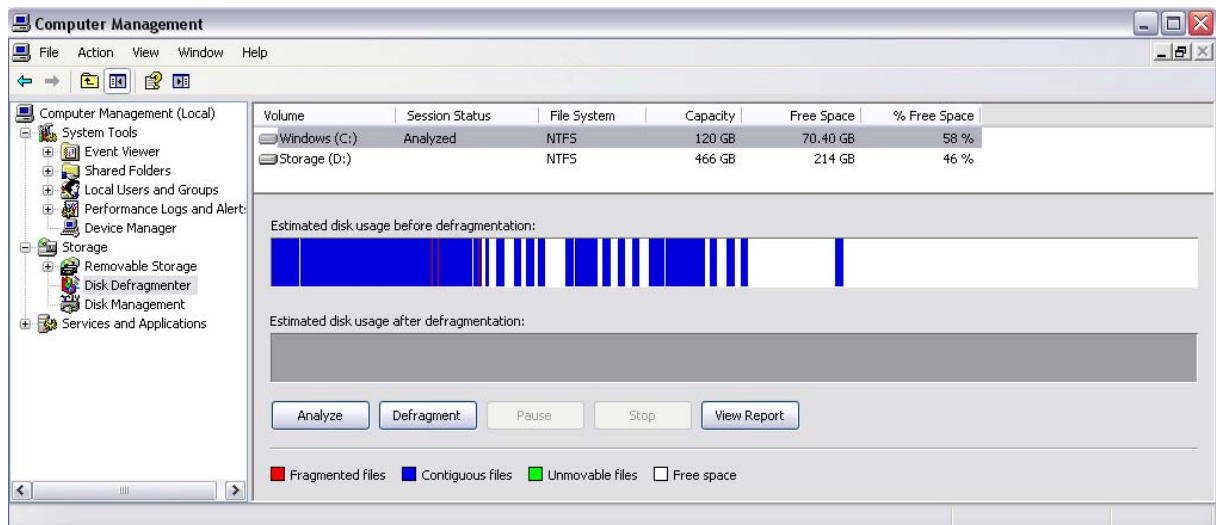 Computer Management
File Action View Window Help
Computer Management (Local)
System Tools
Event Viewer
Shared Folders
Local Users and Groups
Performance Logs and Alert
Device Manager
Storage
Removable Storage
Disk Defragmenter
Disk Management
Services and Applications
Volume Session Status File System Capacity Free Space % Free Space
Windows (C:) Analyzed NTFS 120 GB 70.40 GB 58 %
Storage (D:) NTFS 466 GB 214 GB 46 %
Estimated disk usage before defragmentation:
Estimated disk usage after defragmentation:
Analyze Defragment Pause Stop View Report
Fragmented files Contiguous files Unmovable files Free space